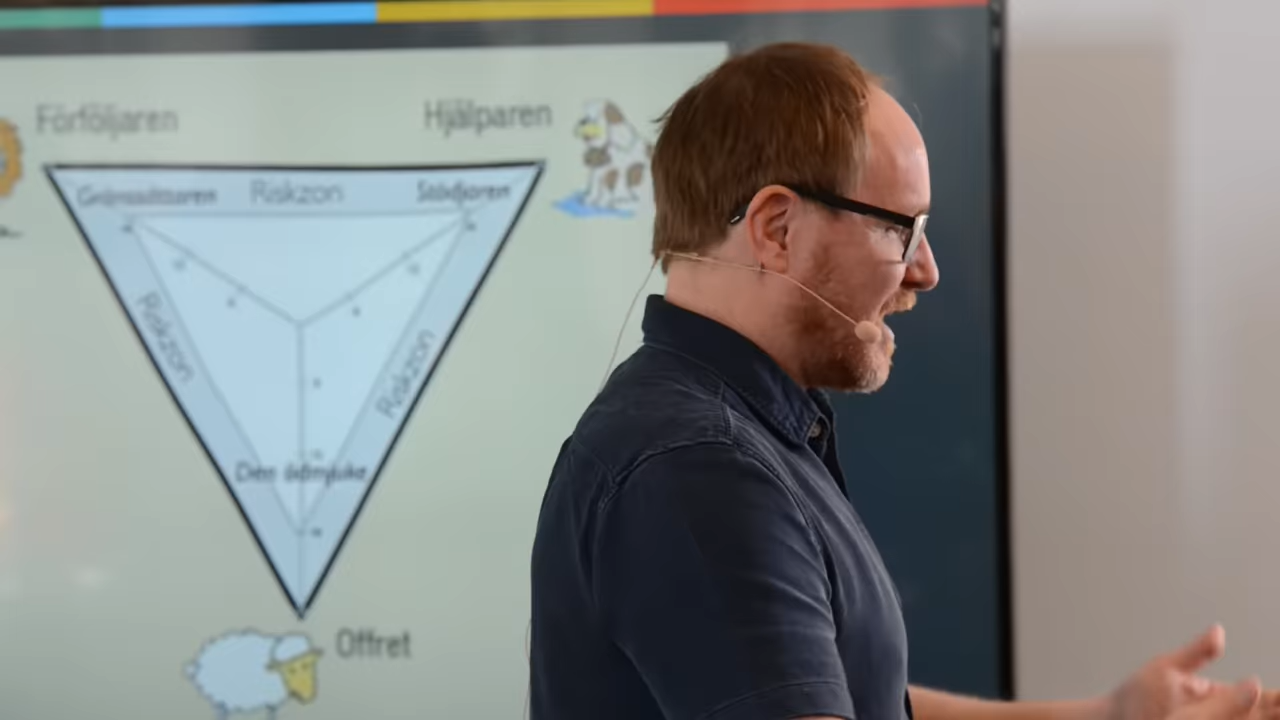 Förföljaren
Hjälparen
Gränssättaren
Riskzon
Stödjaren
Riskzon
Riskzon
Den ödmjuke
Offret